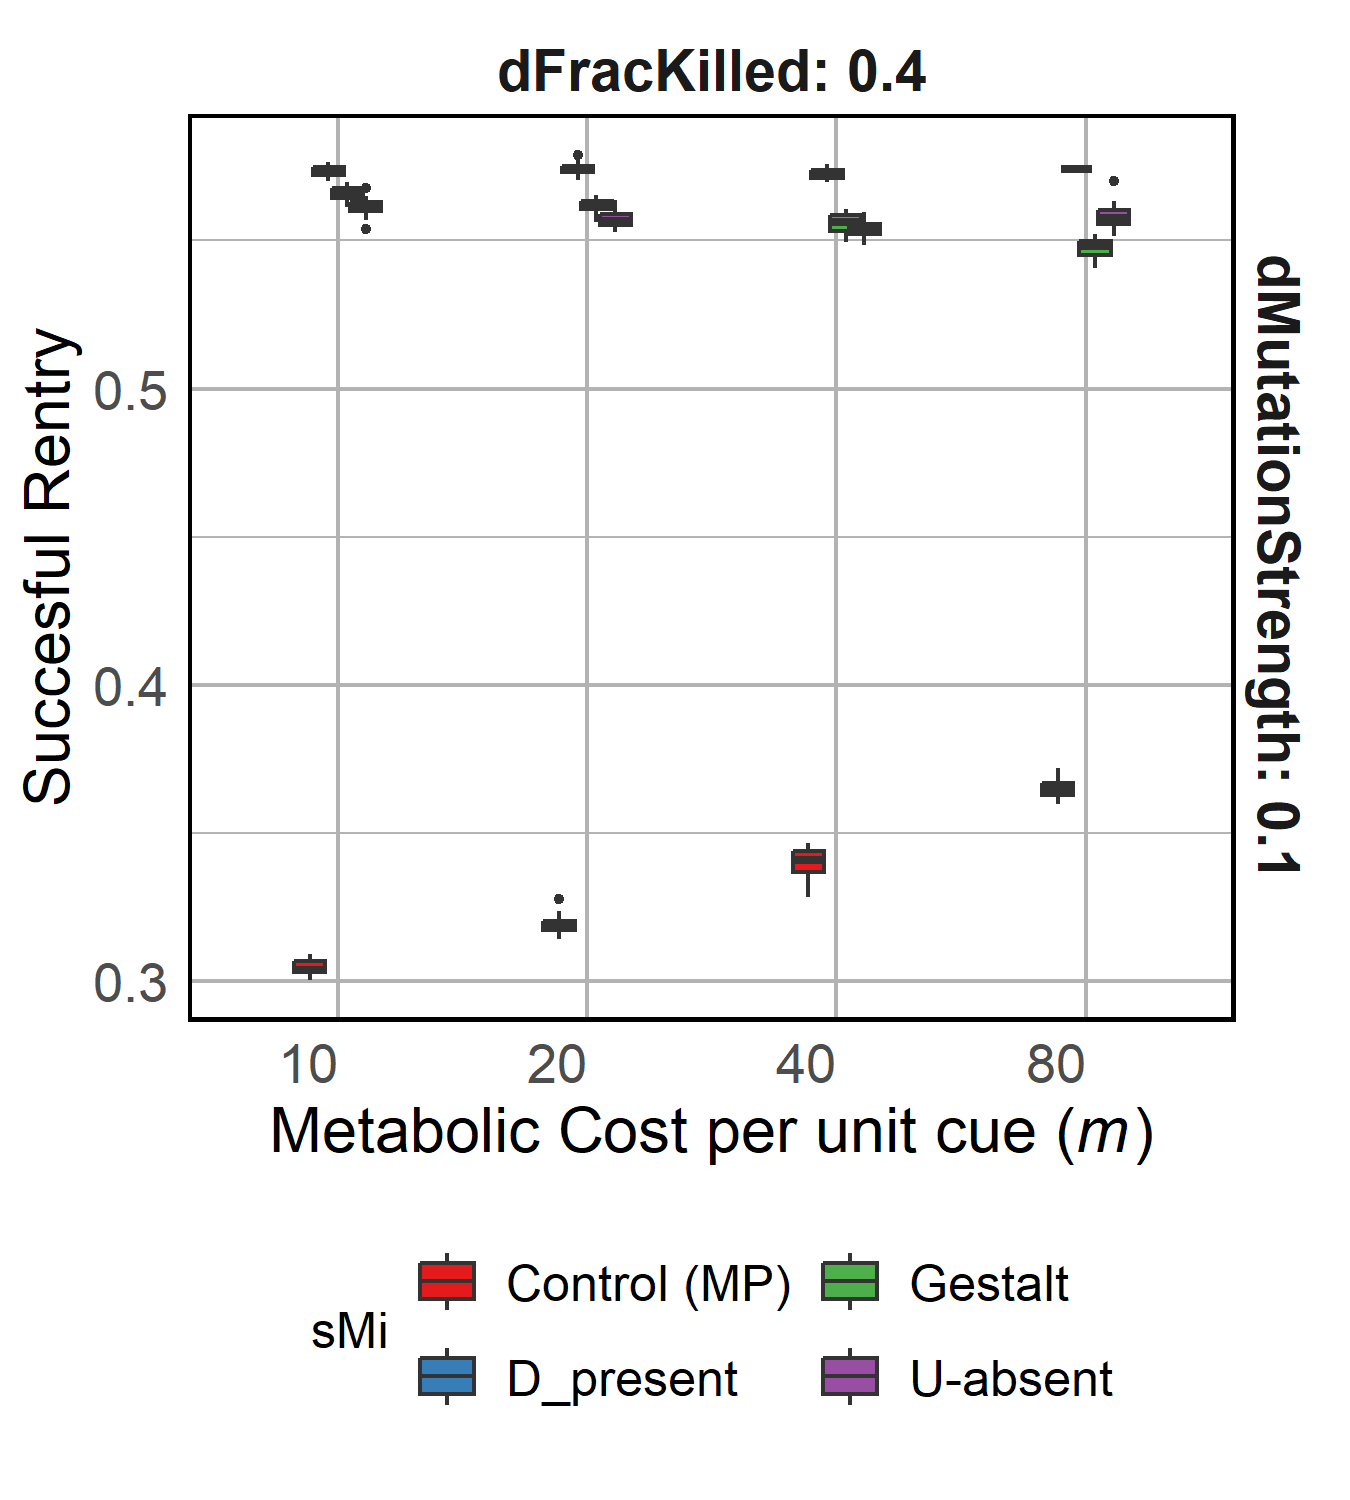 dFracKilled: 0.4
Succesful Rentry
0.5
0.4
0.3
dMutationStrength: 0.1
10 20 40 80
Metabolic Cost per unit cue (m)
sMi
Control (MP) Gestalt
D_present U-absent